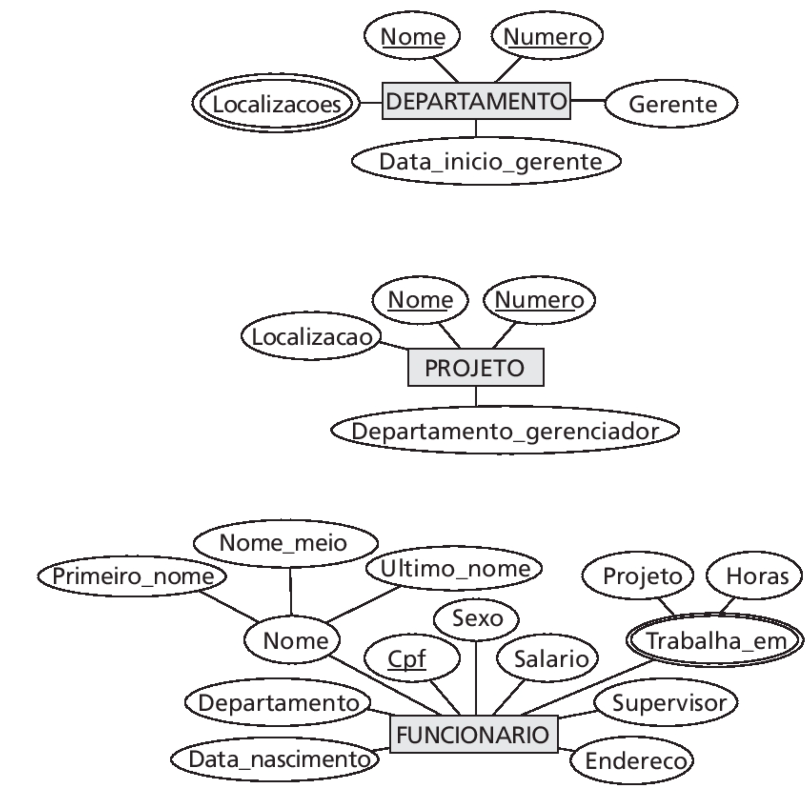 Nome
Numero
Localizacoes
DEPARTAMENTO
Gerente
Data_inicio_gerente
Nome
Numero
Localizacao
PROJETO
Departamento_gerenciador
Nome_meio
Primeiro_nome
Ultimo_nome
Projeto
Horas
Sexo
Nome
Trabalha_em
Cpf
Salario
Departamento
Supervisor
FUNCIONARIO
Data_nascimento
Endereco